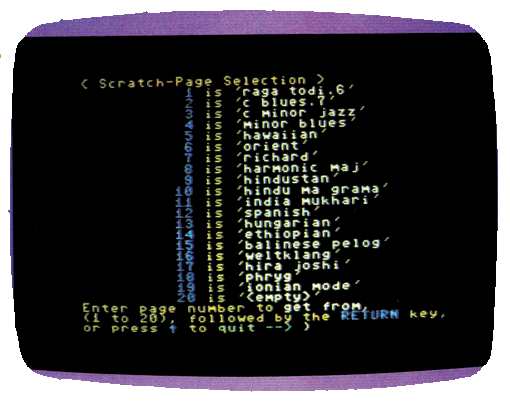 < Scratch-Page Selection >
1 is 'raga todi.6'
2 is 'c blues.7'
3 is 'c minor jazz'
4 is 'minor blues'
5 is 'hawaiian'
6 is 'orient'
7 is 'richard'
8 is 'harmonic maj'
9 is 'hindustan'
10 is 'hindu ma grama'
11 is 'india mukhari'
12 is 'spanish'
13 is 'hungarian'
14 is 'ethiopian'
15 is 'balinese pelog'
16 is 'weltklang'
17 is 'hira joshi'
18 is 'phryg'
19 is 'ionian mode'
20 is '<empty>'
Enter page number to get from,
(1 to 20), followed by the RETURN key,
or press ↑ to quit --> )